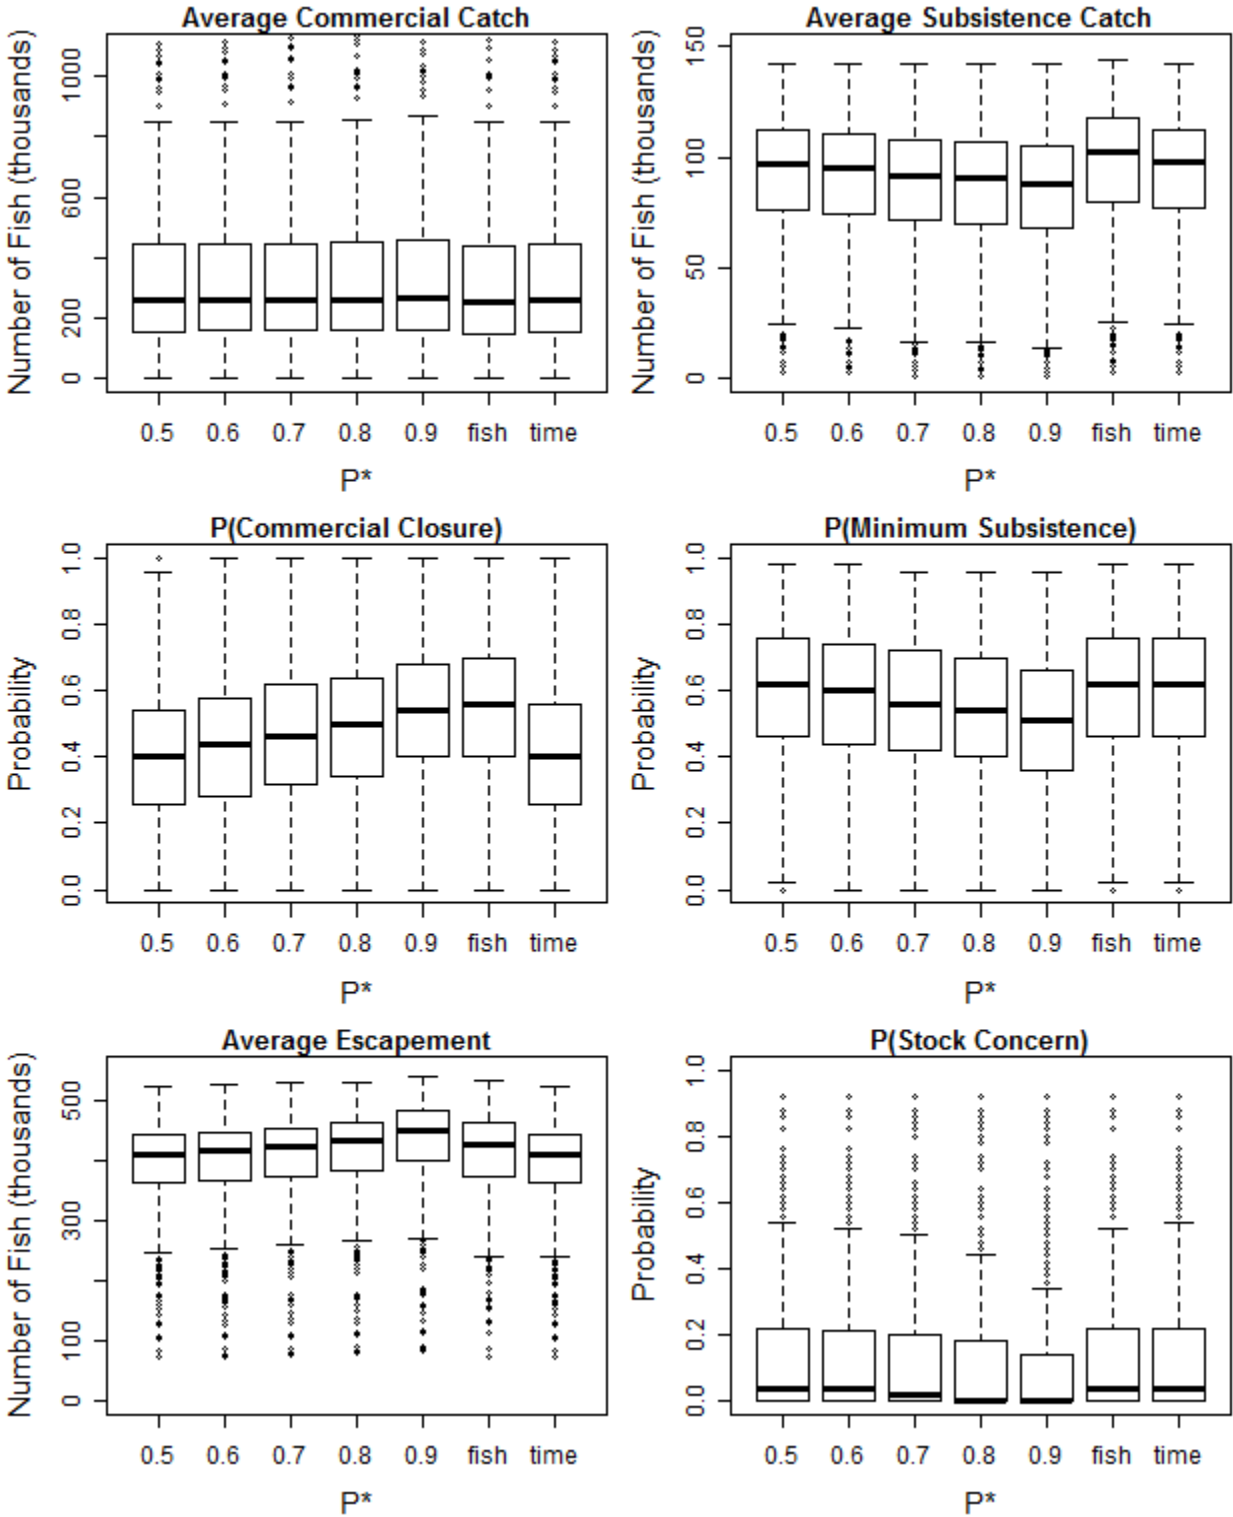 Average Commercial Catch
Number of Fish (thousands)
1000
600
200
0
0.5 0.6 0.7 0.8 0.9 fish time
P*
Average Subsistence Catch
Number of Fish (thousands)
150
100
50
0
0.5 0.6 0.7 0.8 0.9 fish time
P*
P(Commercial Closure)
Probability
1.0
0.8
0.6
0.4
0.2
0.0
0.5 0.6 0.7 0.8 0.9 fish time
P*
P(Minimum Subsistence)
Probability
1.0
0.8
0.6
0.4
0.2
0.0
0.5 0.6 0.7 0.8 0.9 fish time
P*
Average Escapement
Number of Fish (thousands)
500
300
100
0
0.5 0.6 0.7 0.8 0.9 fish time
P*
P(Stock Concern)
Probability
1.0
0.8
0.6
0.4
0.2
0.0
0.5 0.6 0.7 0.8 0.9 fish time
P*